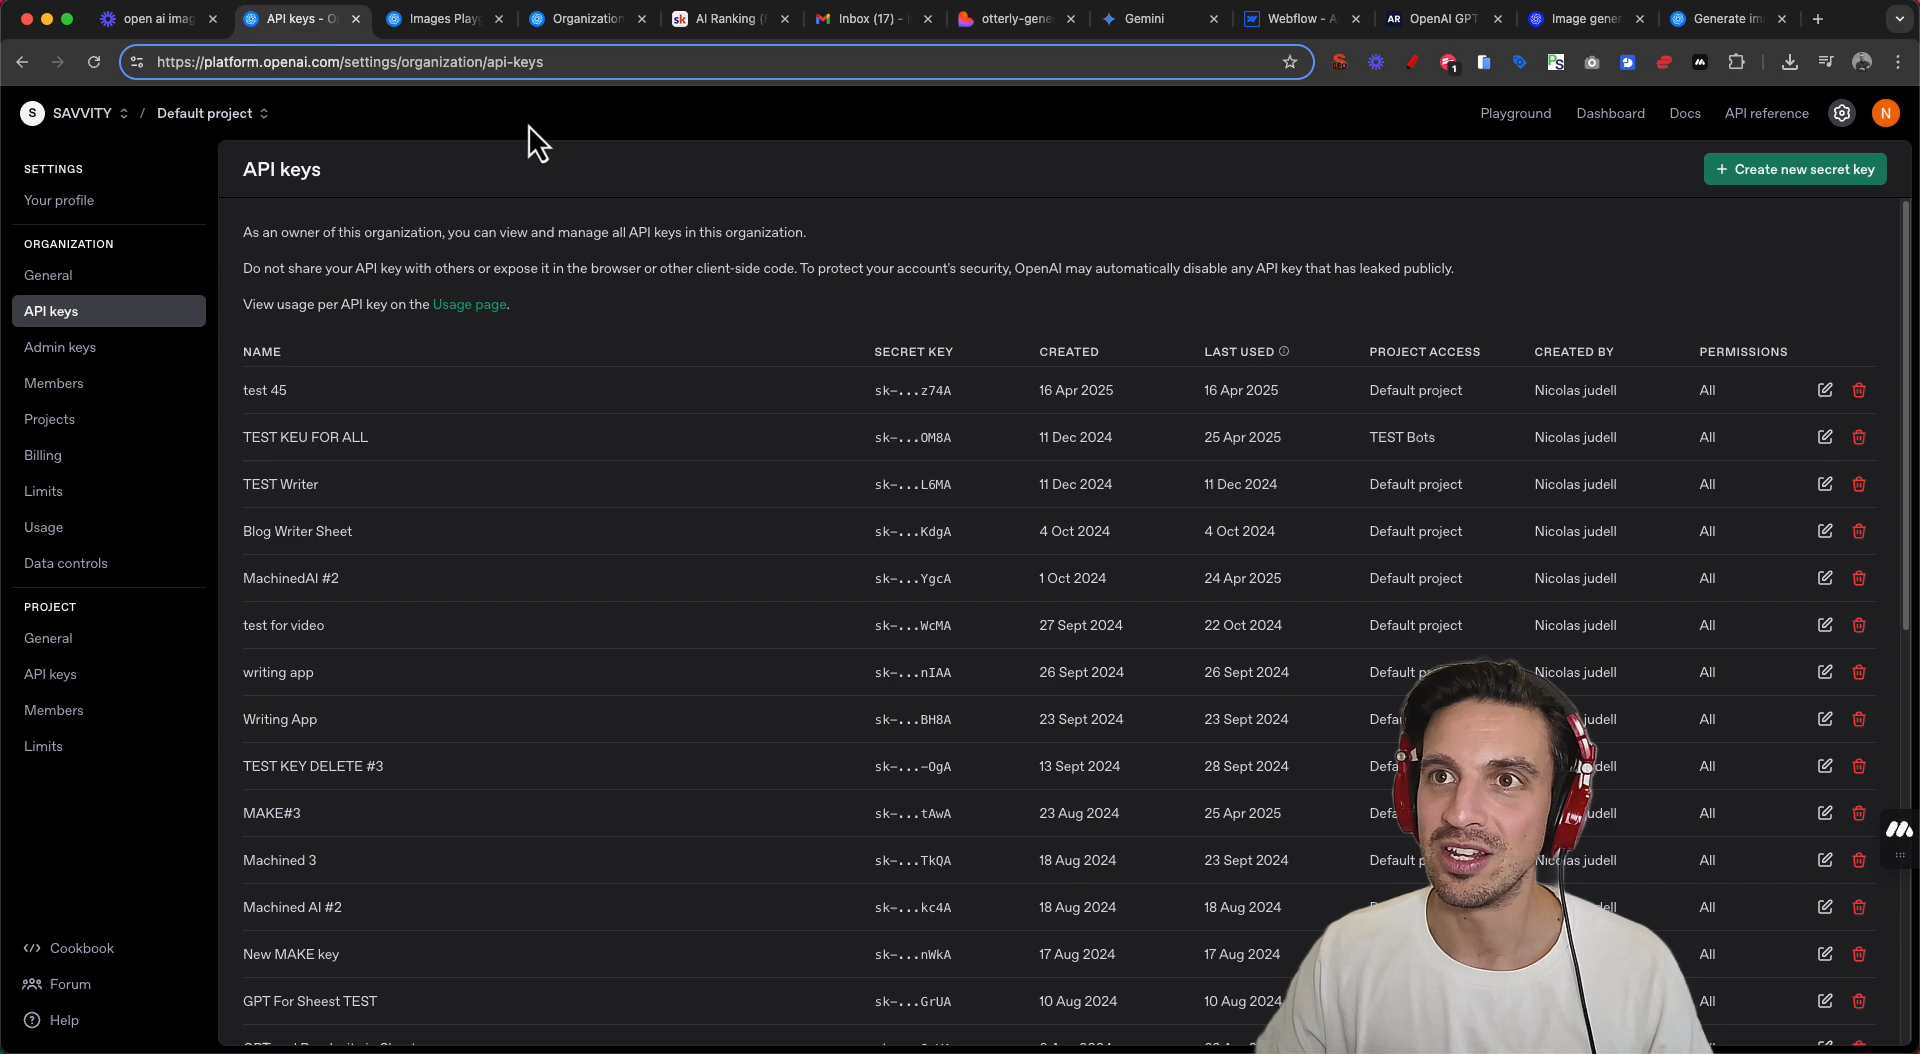 open ai imag
API keys - O
Images Playg
Organization
sk
AI Ranking (
Inbox (17) - i
otterly-gene
Gemini
Webflow - A
AR
OpenAI GPT
Image gener
Generate im
https://platform.openai.com/settings/organization/api-keys
1
S
SAVVITY
/
Default project
Playground
Dashboard
Docs
API reference
N
SETTINGS
Your profile
ORGANIZATION
General
API keys
Admin keys
Members
Projects
Billing
Limits
Usage
Data controls
PROJECT
General
API keys
Members
Limits
Cookbook
Forum
Help
API keys
+ Create new secret key
As an owner of this organization, you can view and manage all API keys in this organization.
Do not share your API key with others or expose it in the browser or other client-side code. To protect your account's security, OpenAI may automatically disable any API key that has leaked publicly.
View usage per API key on the Usage page.
NAME SECRET KEY CREATED LAST USED PROJECT ACCESS CREATED BY PERMISSIONS
test 45 sk-...z74A 16 Apr 2025 16 Apr 2025 Default project Nicolas judell All
TEST KEU FOR ALL sk-...OM8A 11 Dec 2024 25 Apr 2025 TEST Bots Nicolas judell All
TEST Writer sk-...L6MA 11 Dec 2024 11 Dec 2024 Default project Nicolas judell All
Blog Writer Sheet sk-...KdgA 4 Oct 2024 4 Oct 2024 Default project Nicolas judell All
MachinedAI #2 sk-...YgcA 1 Oct 2024 24 Apr 2025 Default project Nicolas judell All
test for video sk-...WcMA 27 Sept 2024 22 Oct 2024 Default project Nicolas judell All
writing app sk-...nIAA 26 Sept 2024 26 Sept 2024 Default p Nicolas judell All
Writing App sk-...BH8A 23 Sept 2024 23 Sept 2024 Defau judell All
TEST KEY DELETE #3 sk-...-OgA 13 Sept 2024 28 Sept 2024 Defa udell All
MAKE#3 sk-...tAwA 23 Aug 2024 25 Apr 2025 Defa udell All
Machined 3 sk-...TkQA 18 Aug 2024 23 Sept 2024 Default p Nicolas judell All
Machined AI #2 sk-...kc4A 18 Aug 2024 18 Aug 2024 dell All
New MAKE key sk-...nWkA 17 Aug 2024 17 Aug 2024 All
GPT For Sheest TEST sk-...GrUA 10 Aug 2024 10 Aug 2024 All